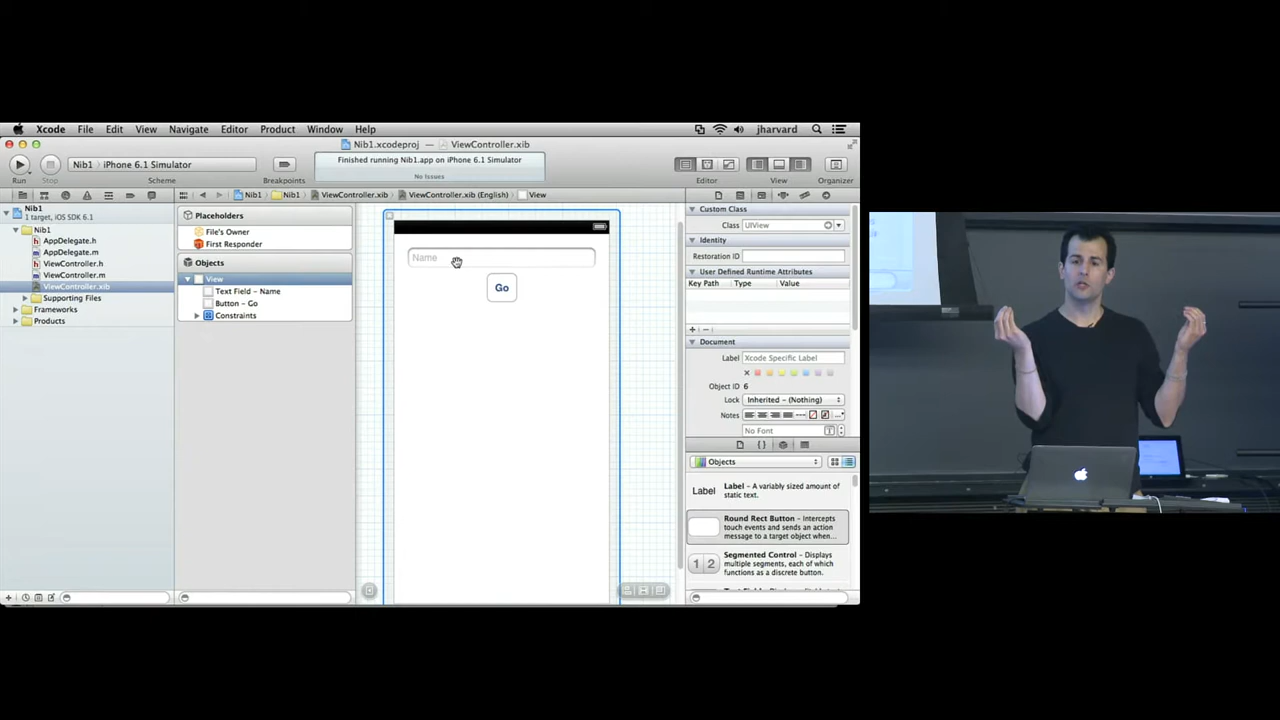 Xcode File Edit View Navigate Editor Product Window Help jharvard
Nib1.xcodeproj — ViewController.xib
Nib1 iPhone 6.1 Simulator
Finished running Nib1.app on iPhone 6.1 Simulator
No Issues
Run Stop Scheme Breakpoints Editor View Organizer
Nib1 Nib1 ViewController.xib ViewController.xib (English) View
Nib1
1 target, iOS SDK 6.1
Nib1
AppDelegate.h
AppDelegate.m
ViewController.h
ViewController.m
ViewController.xib
Supporting Files
Frameworks
Products
Placeholders
File's Owner
First Responder
Objects
View
Text Field - Name
Button - Go
Constraints
Name
Go
Custom Class
Class UIView
Identity
Restoration ID
User Defined Runtime Attributes
Key Path Type Value
Document
Label Xcode Specific Label
Object ID 6
Lock Inherited - (Nothing)
Notes
No Font
Objects
Label
Label - A variably sized amount of
static text.
Round Rect Button - Intercepts
touch events and sends an action
message to a target object when...
1 2
Segmented Control - Displays
multiple segments, each of which
functions as a discrete button.